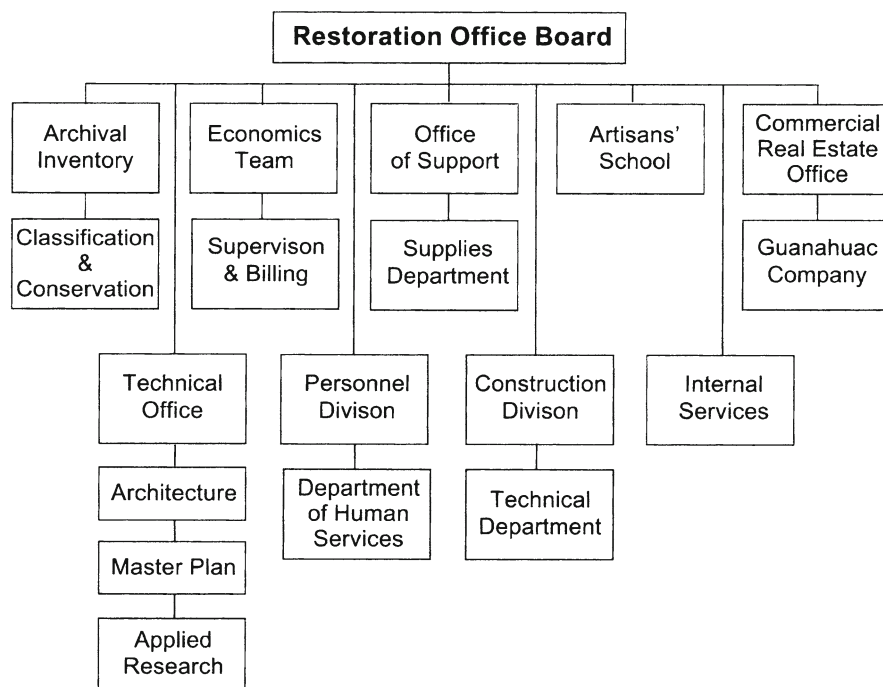 Restoration Office Board
Archival
Inventory
Economics
Team
Office
of Support
Artisans'
School
Commercial
Real Estate
Office
Classification
&
Conservation
Supervison
& Billing
Supplies
Department
Guanahuac
Company
Technical
Office
Personnel
Divison
Construction
Divison
Internal
Services
Architecture
Department
of Human
Services
Technical
Department
Master Plan
Applied
Research